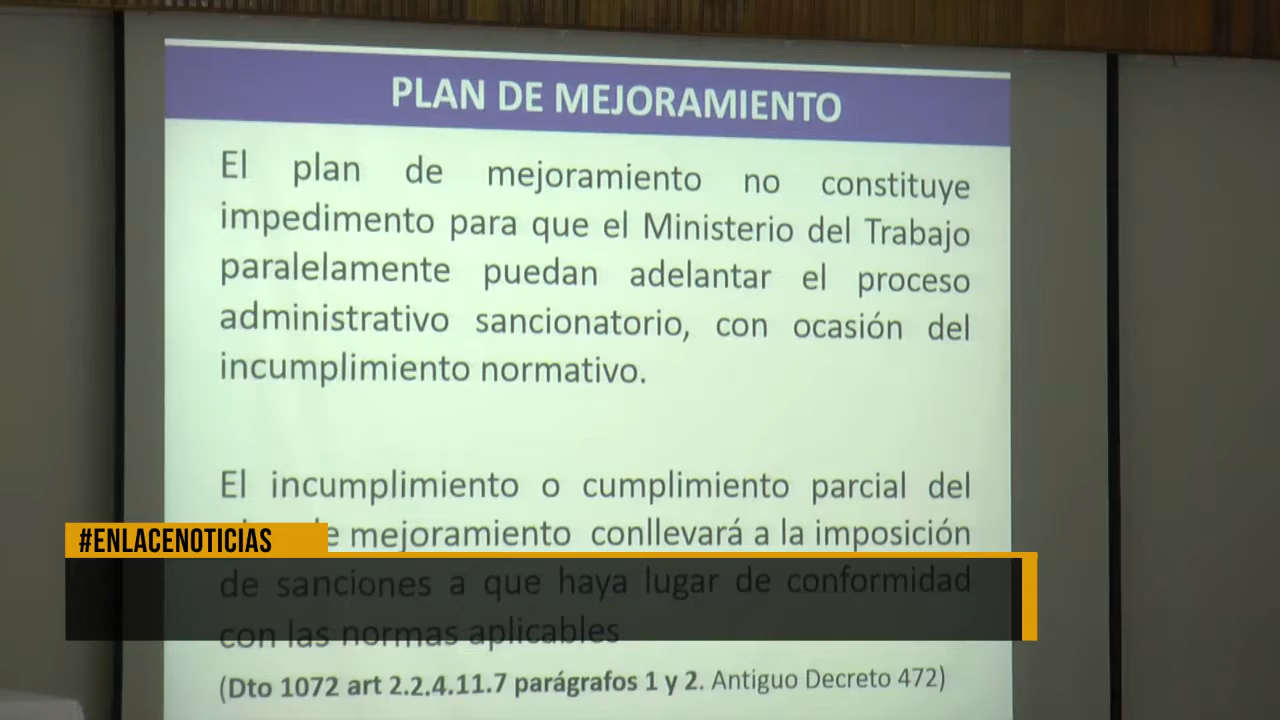 PLAN DE MEJORAMIENTO
El plan de mejoramiento no constituye
impedimento para que el Ministerio del Trabajo
paralelamente puedan adelantar el proceso
administrativo sancionatorio, con ocasión del
incumplimiento normativo.
El incumplimiento o cumplimiento parcial del
mejoramiento conllevará a la imposición
de sanciones a que haya lugar de conformidad
con las normas aplicables
(Dto 1072 art 2.2.4.11.7 parágrafos 1 y 2. Antiguo Decreto 472)
#ENLACENOTICIAS